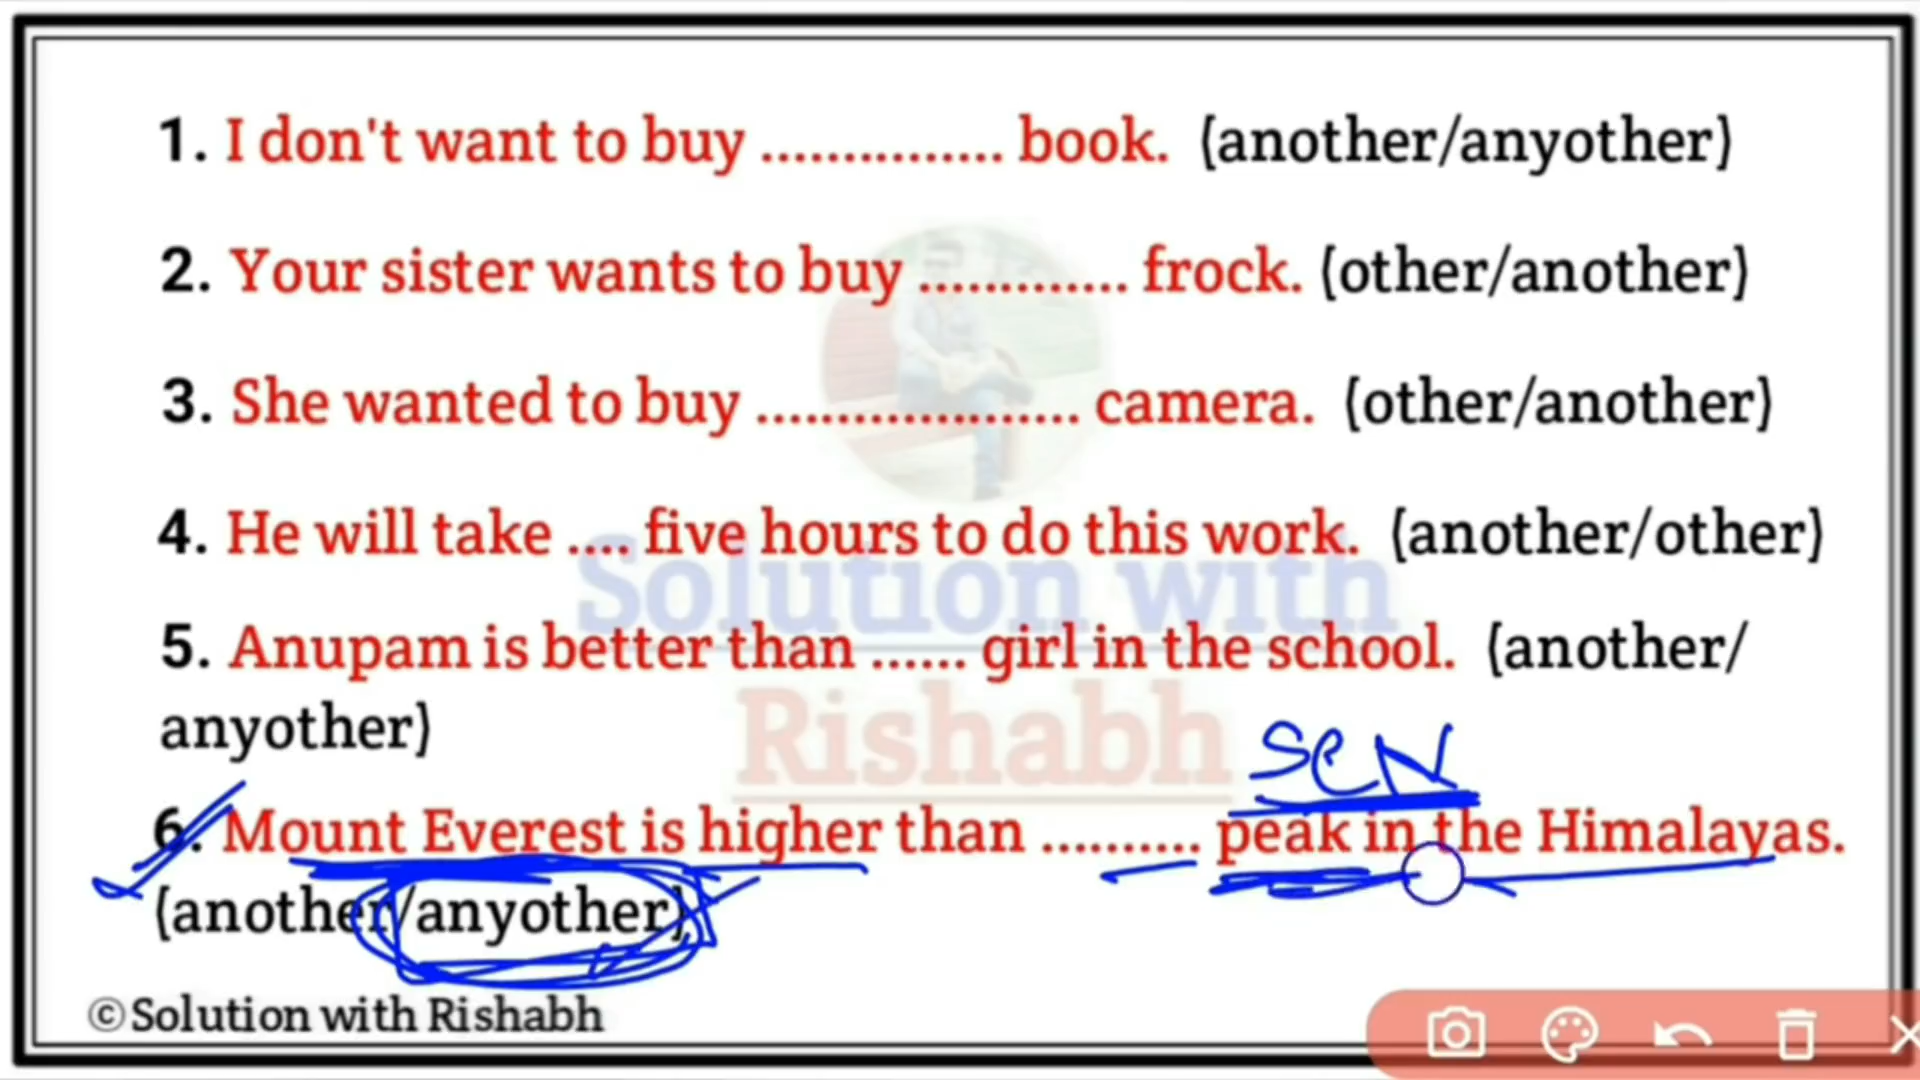 1. I don't want to buy ............... book. (another/anyother)
2. Your sister wants to buy ............. frock. (other/another)
3. She wanted to buy .................... camera. (other/another)
4. He will take .... five hours to do this work. (another/other)
Solution with
5. Anupam is better than ...... girl in the school. (another/
anyother)
Rishabh
SCN
6. Mount Everest is higher than .......... peak in the Himalayas.
(another/anyother)
©Solution with Rishabh